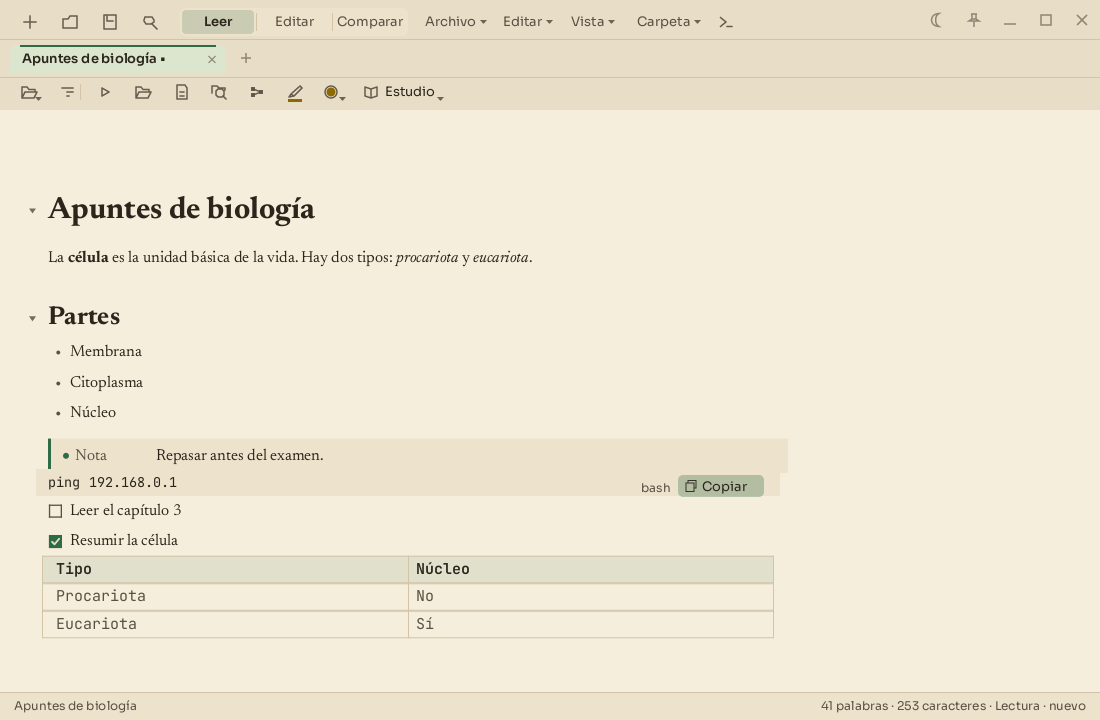 Leer Editar Comparar Archivo Editar Vista Carpeta
Apuntes de biología •
Estudio
Apuntes de biología
La célula es la unidad básica de la vida. Hay dos tipos: procariota y eucariota.
Partes
• Membrana
• Citoplasma
• Núcleo
Nota Repasar antes del examen.
ping 192.168.0.1 bash Copiar
Leer el capítulo 3
Resumir la célula
Tipo Núcleo
Procariota No
Eucariota Sí
Apuntes de biología 41 palabras · 253 caracteres · Lectura · nuevo